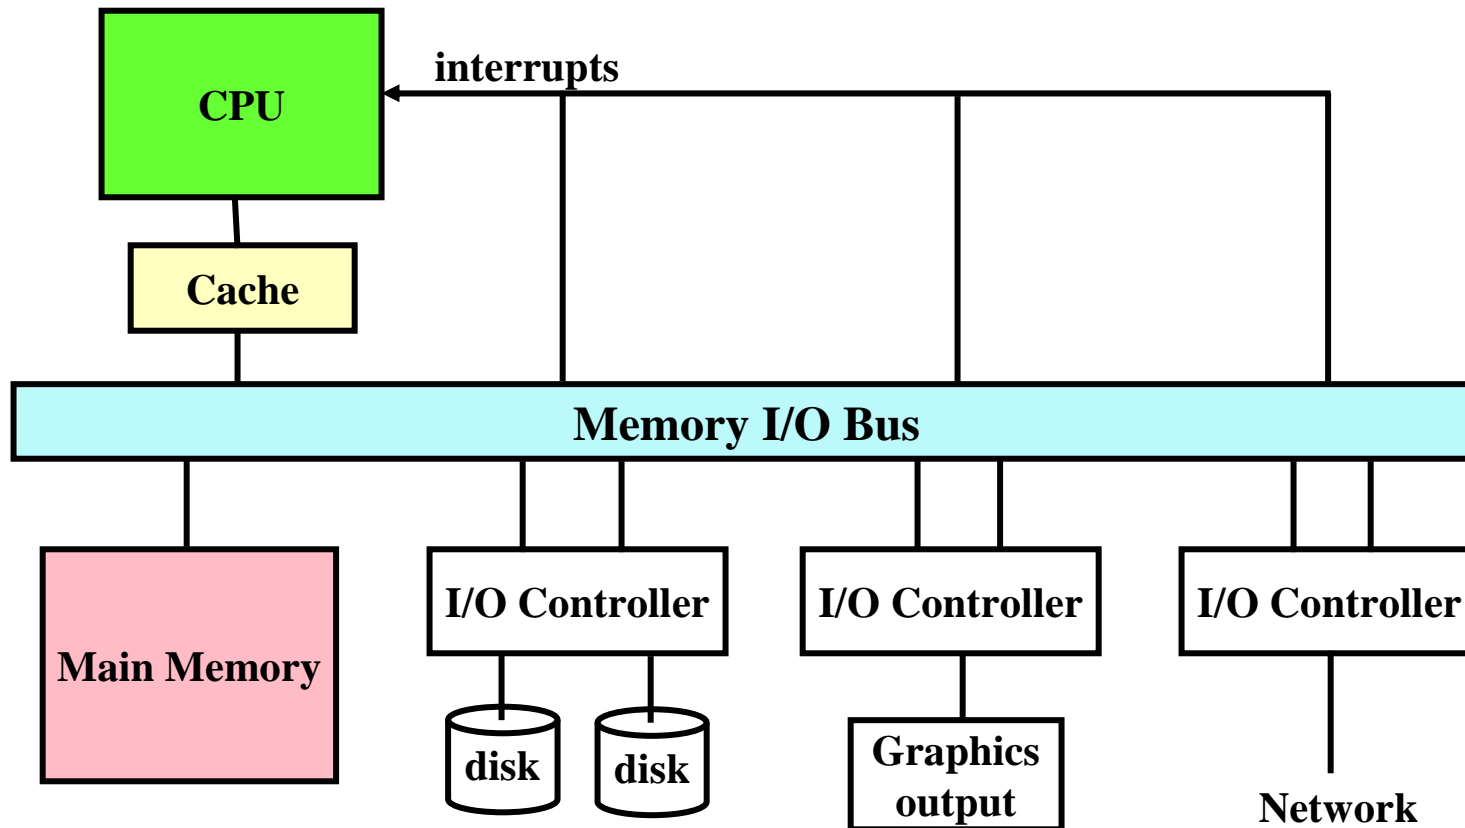 interrupts
CPU
Cache
Memory I/O Bus
Main Memory
I/O Controller
I/O Controller
I/O Controller
disk
disk
Graphics
output
Network